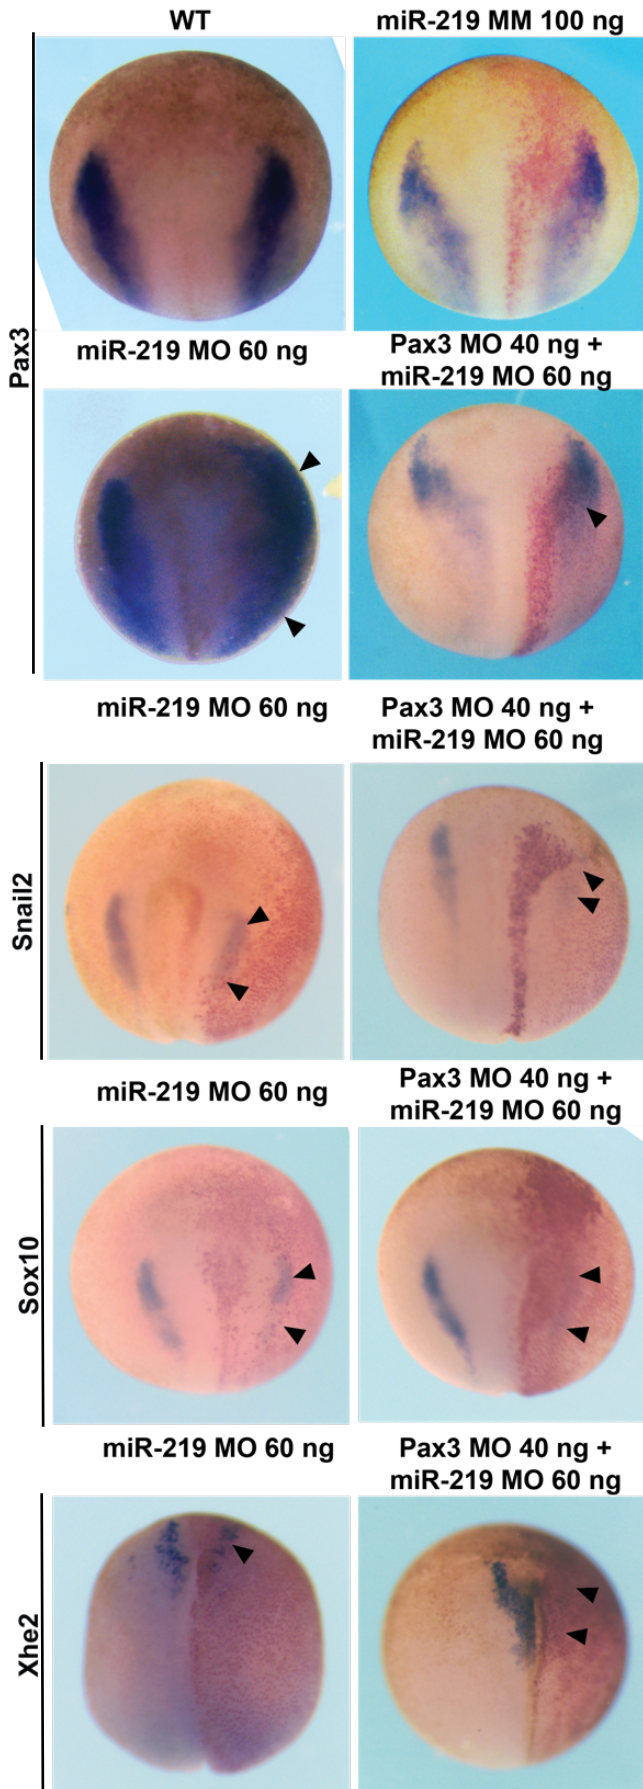 WT
miR-219 MM 100 ng
Pax3
miR-219 MO 60 ng
Pax3 MO 40 ng +
miR-219 MO 60 ng
miR-219 MO 60 ng
Pax3 MO 40 ng +
miR-219 MO 60 ng
Snail2
miR-219 MO 60 ng
Pax3 MO 40 ng +
miR-219 MO 60 ng
Sox10
miR-219 MO 60 ng
Pax3 MO 40 ng +
miR-219 MO 60 ng
Xhe2